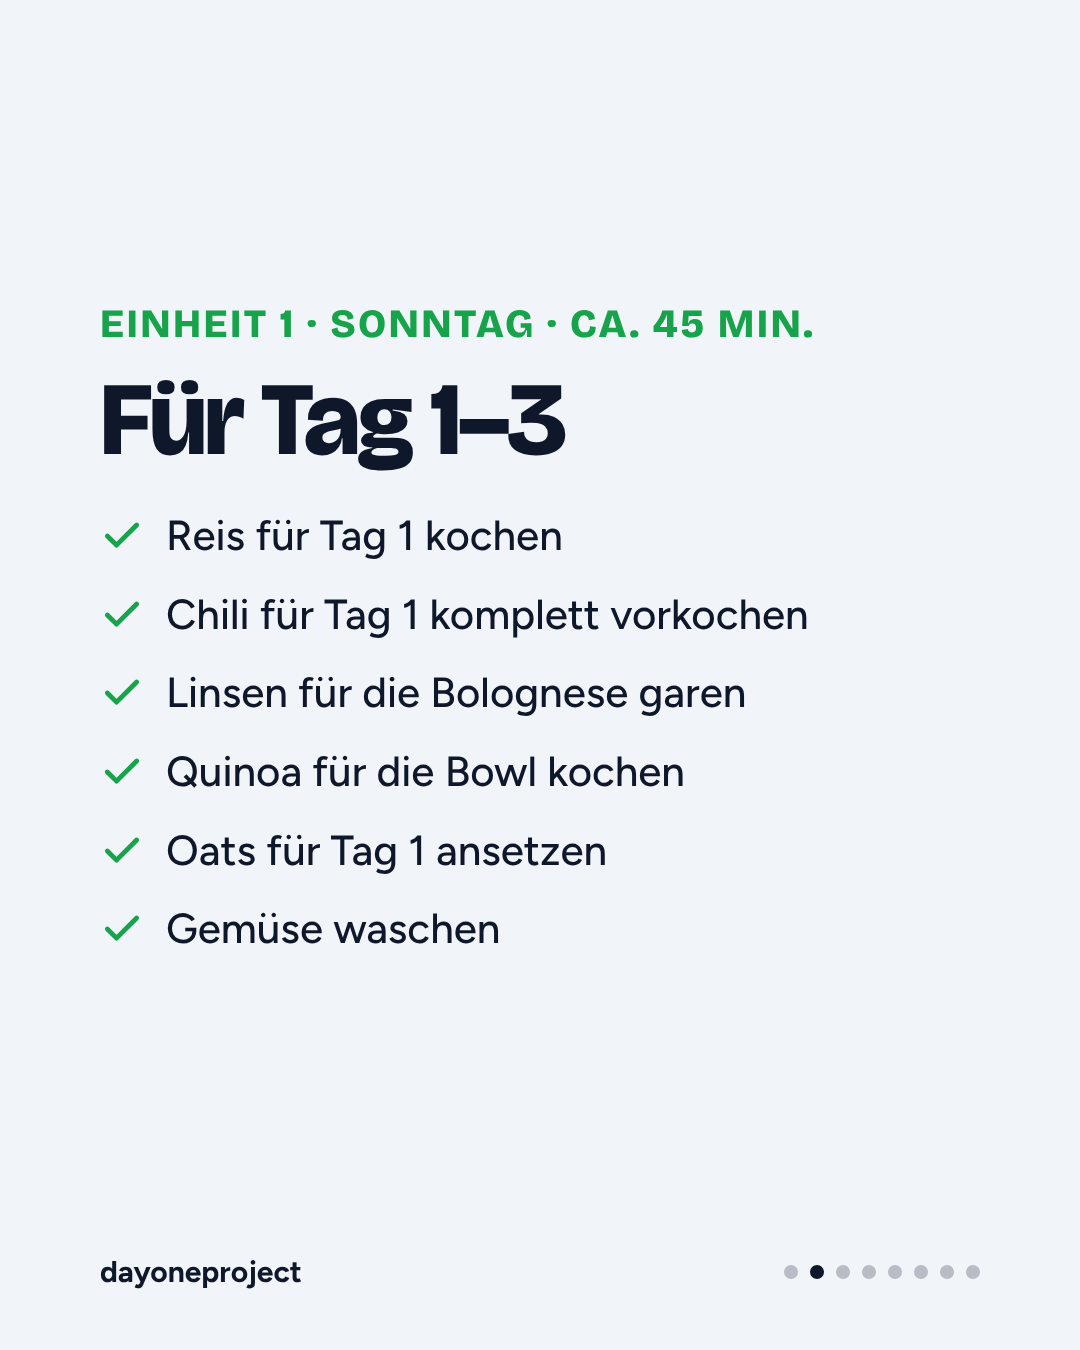 EINHEIT 1 · SONNTAG · CA. 45 MIN.
Für Tag 1–3
Reis für Tag 1 kochen
Chili für Tag 1 komplett vorkochen
Linsen für die Bolognese garen
Quinoa für die Bowl kochen
Oats für Tag 1 ansetzen
Gemüse waschen
dayoneproject